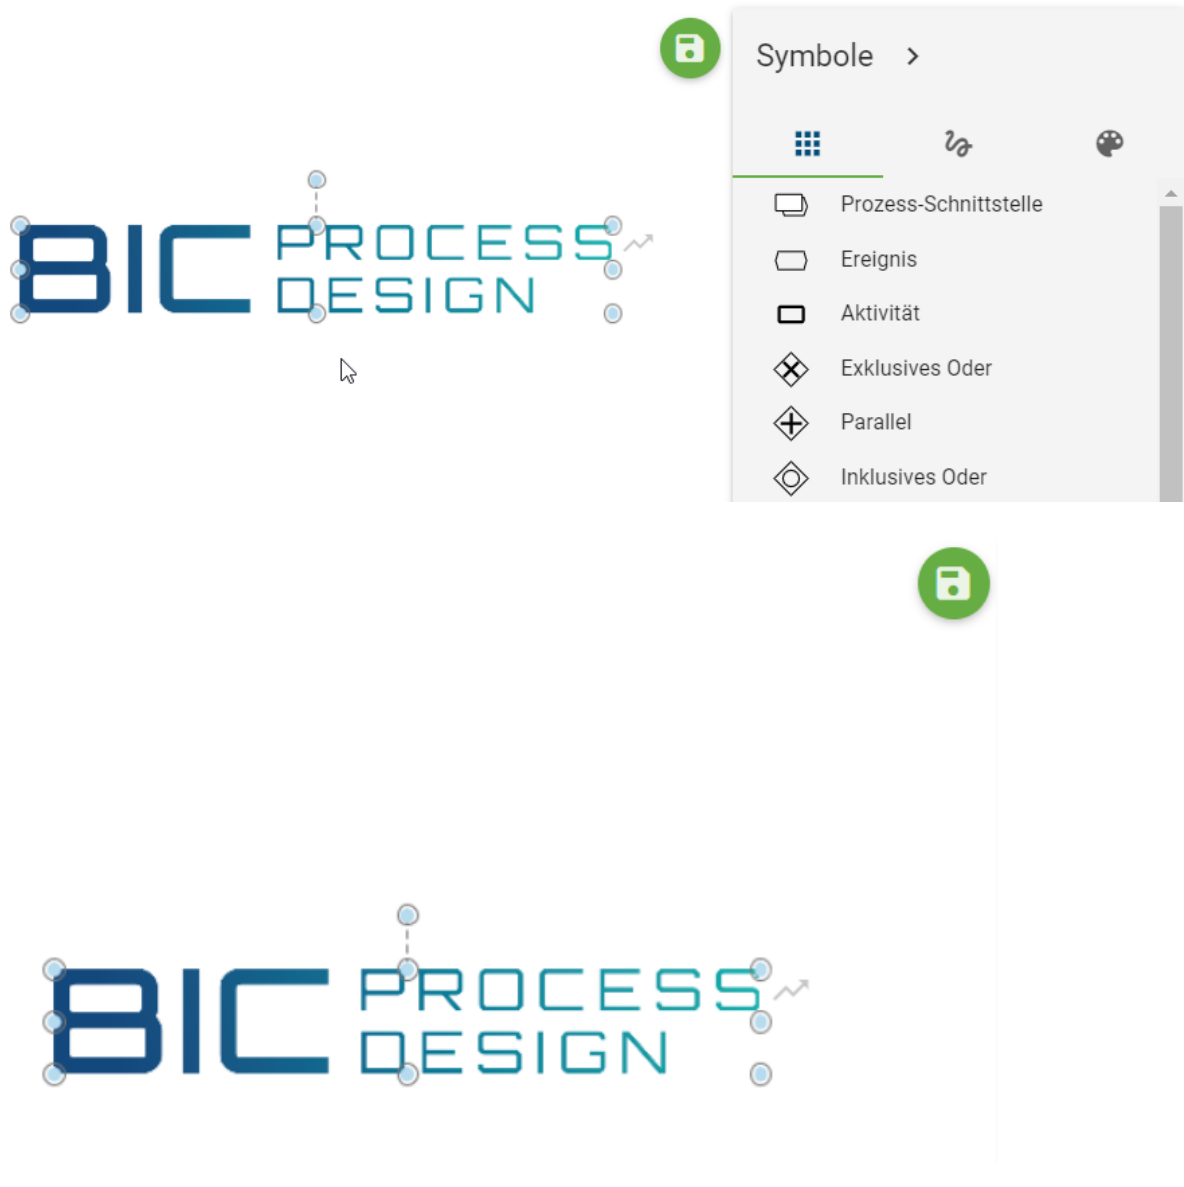 Symbole
BIC PROCESS
DESIGN
Prozess-Schnittstelle
Ereignis
Aktivität
Exklusives Oder
Parallel
Inklusives Oder
BIC PROCESS
DESIGN